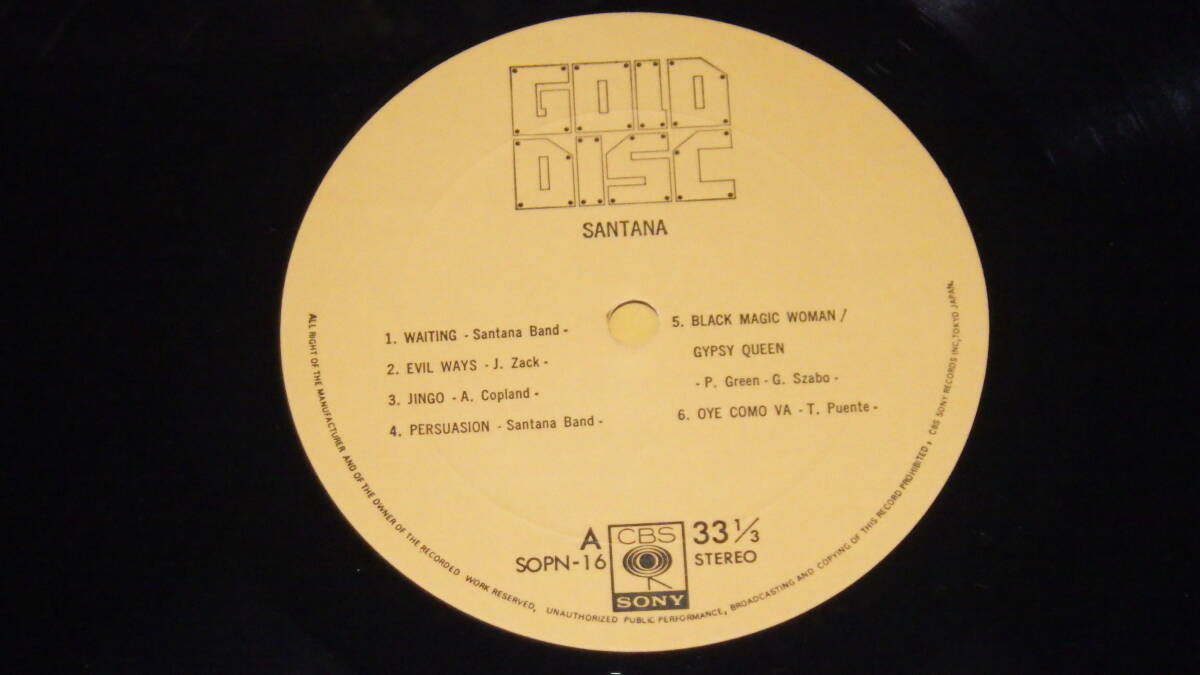 GOLD
DISC
SANTANA
1. WAITING - Santana Band -
2. EVIL WAYS - J. Zack -
3. JINGO - A. Copland -
4. PERSUASION - Santana Band -
5. BLACK MAGIC WOMAN /
GYPSY QUEEN
- P. Green - G. Szabo -
6. OYE COMO VA - T. Puente -
A
SOPN-16
CBS
SONY
33 1/3
STEREO
ALL RIGHT OF THE MANUFACTURER AND OF THE OWNER OF THE RECORDED WORK RESERVED, UNAUTHORIZED PUBLIC PERFORMANCE, BROADCASTING AND COPYING OF THIS RECORD PROHIBITED, CBS SONY RECORDS INC, TOKYO JAPAN.